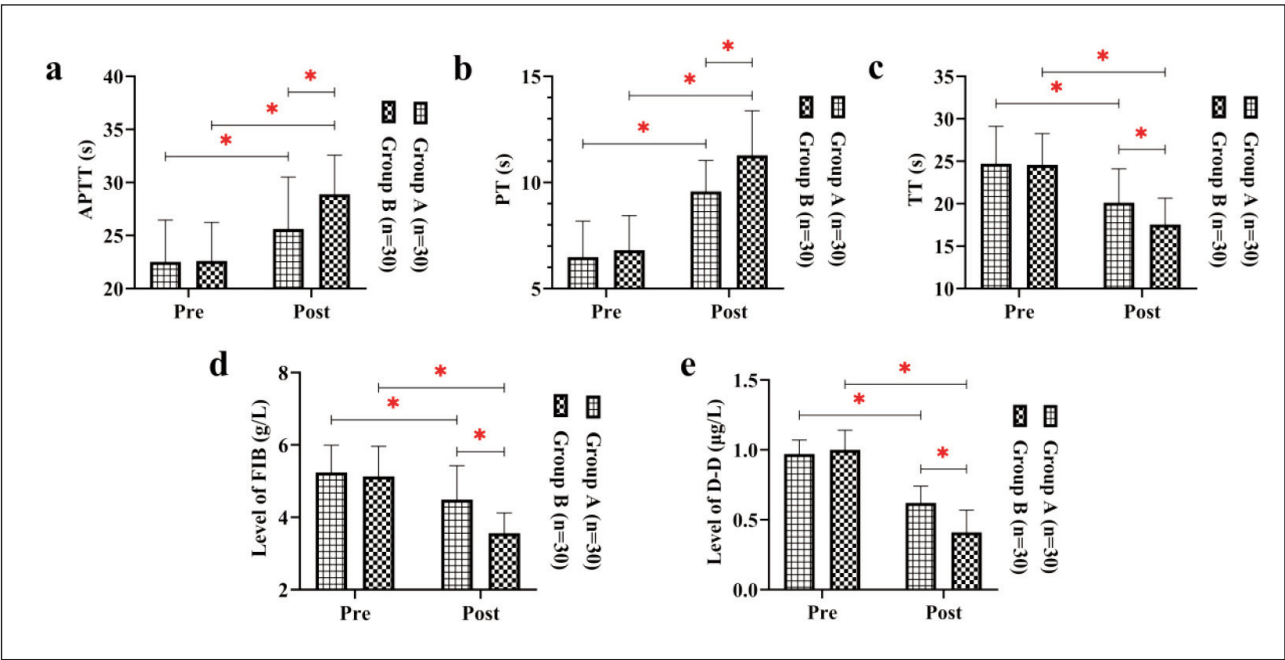 a
APTT (s)
40
35
30
25
20
Pre
Post
*
*
*
Group A (n=30)
Group B (n=30)
b
PT (s)
15
10
5
Pre
Post
*
*
*
Group A (n=30)
Group B (n=30)
c
TT (s)
35
30
25
20
15
10
Pre
Post
*
*
*
Group A (n=30)
Group B (n=30)
d
Level of FIB (g/L)
8
6
4
2
Pre
Post
*
*
*
Group A (n=30)
Group B (n=30)
e
Level of D-D (μg/L)
1.5
1.0
0.5
0.0
Pre
Post
*
*
*
Group A (n=30)
Group B (n=30)